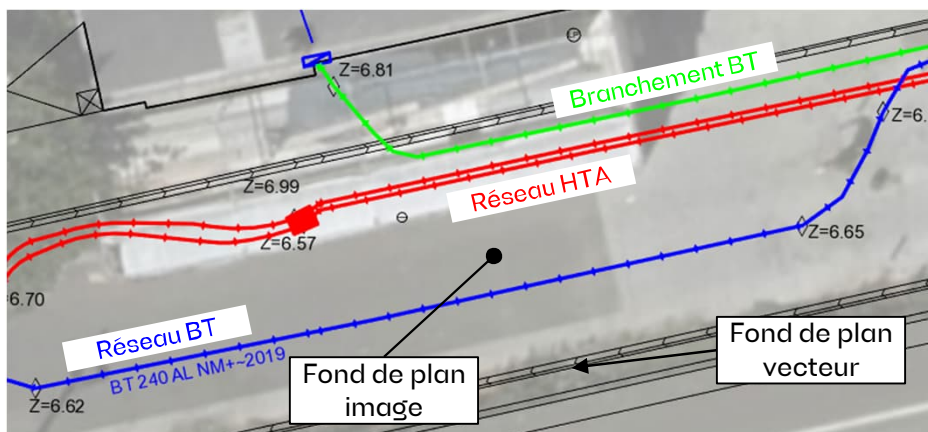 Z=6.81
Branchement BT
Z=6.
Z=6.99
Réseau HTA
Z=6.57
Z=6.65
6.70
Réseau BT
BT 240 AL NM+~2019
Fond de plan
image
Fond de plan
vecteur
Z=6.62